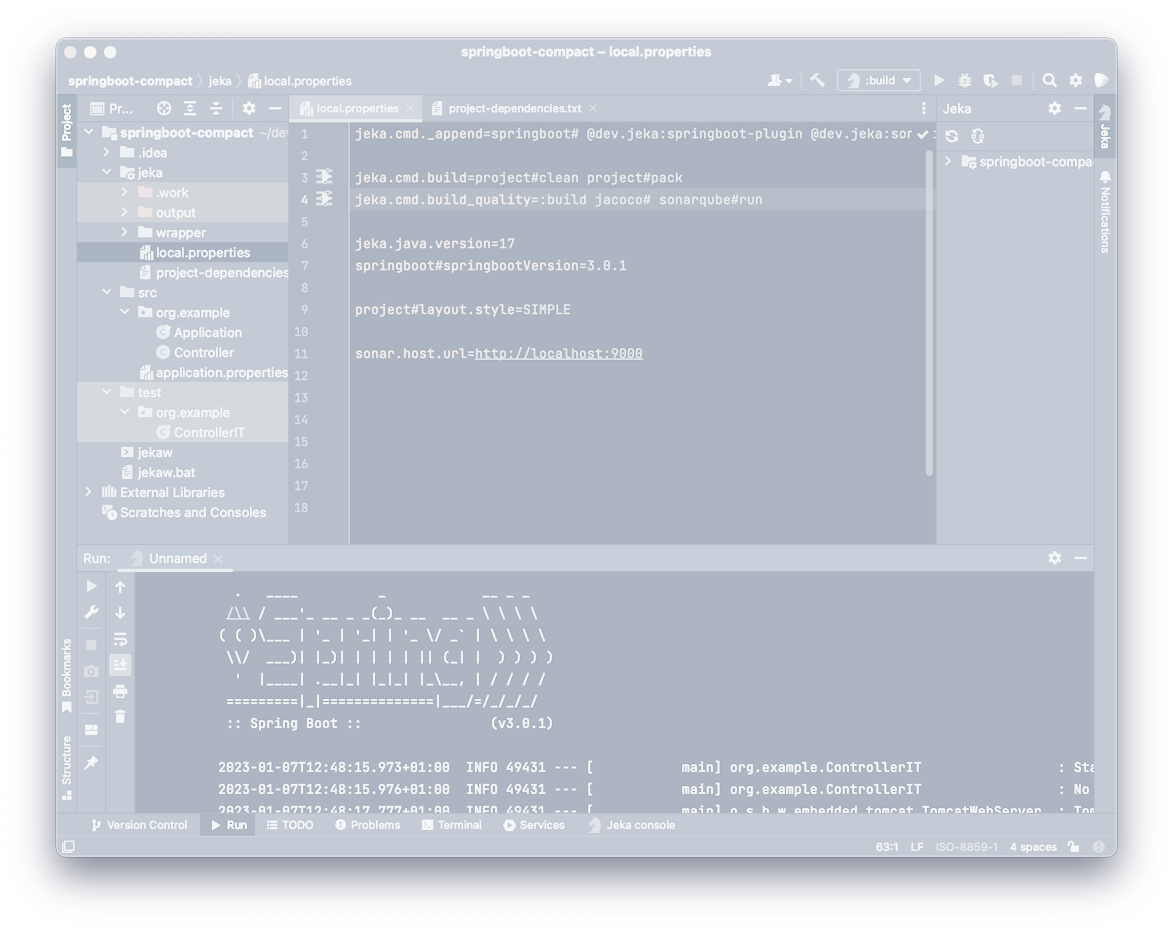 springboot-compact – local.properties
springboot-compact jeka local.properties
:build
Project
Pr...
local.properties
project-dependencies.txt
Jeka
springboot-compact ~/de
.idea
jeka
.work
output
wrapper
local.properties
project-dependencies
src
org.example
Application
Controller
application.properties
test
org.example
ControllerIT
jekaw
jekaw.bat
External Libraries
Scratches and Consoles
1 jeka.cmd._append=springboot# @dev.jeka:springboot-plugin @dev.jeka:sor
2
3 jeka.cmd.build=project#clean project#pack
4 jeka.cmd.build_quality=:build jacoco# sonarqube#run
5
6 jeka.java.version=17
7 springboot#springbootVersion=3.0.1
8
9 project#layout.style=SIMPLE
10
11 sonar.host.url=http://localhost:9000
12
13
14
15
16
17
18
springboot-compa
Jeka
Notifications
Run: Unnamed
Bookmarks
Structure
:: Spring Boot :: (v3.0.1)
2023-01-07T12:48:15.973+01:00 INFO 49431 --- [ main] org.example.ControllerIT : Sta
2023-01-07T12:48:15.976+01:00 INFO 49431 --- [ main] org.example.ControllerIT : No
2023-01-07T12:48:17.777+01:00 INFO 49431 --- [ main] o.s.b.w.embedded.tomcat.TomcatWebServer : Tom
Version Control Run TODO Problems Terminal Services Jeka console
63:1 LF ISO-8859-1 4 spaces